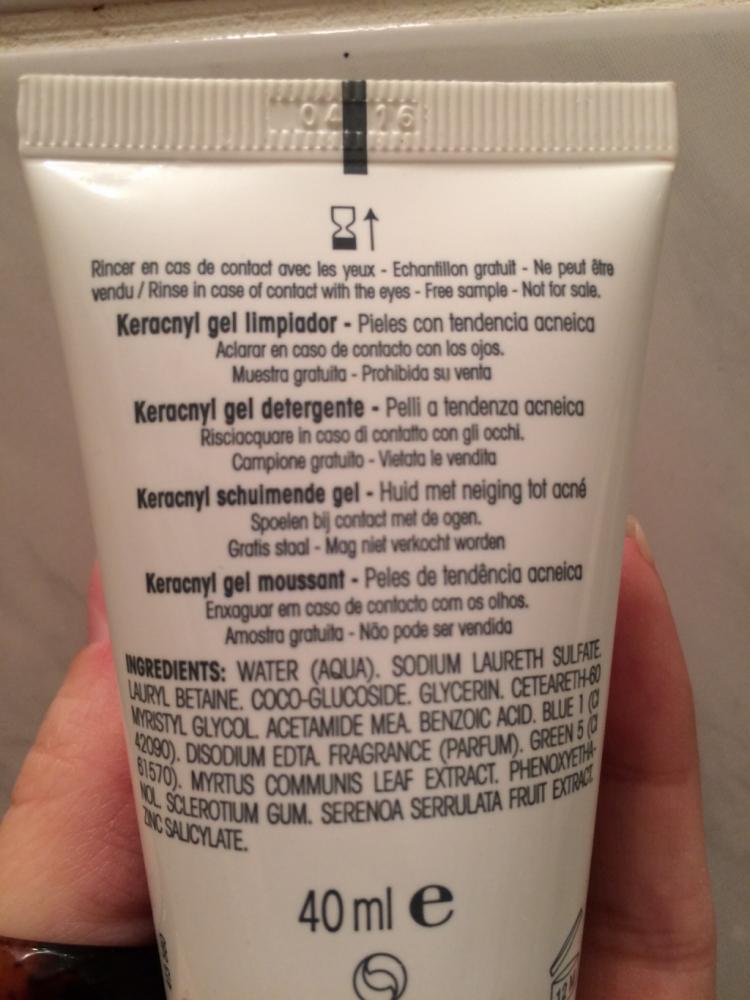 04 16
Rincer en cas de contact avec les yeux - Echantillon gratuit - Ne peut être
vendu / Rinse in case of contact with the eyes - Free sample - Not for sale.
Keracnyl gel limpiador - Pieles con tendencia acneica
Aclarar en caso de contacto con los ojos.
Muestra gratuita - Prohibida su venta
Keracnyl gel detergente - Pelli a tendenza acneica
Risciacquare in caso di contatto con gli occhi.
Campione gratuito - Vietata le vendita
Keracnyl schuimende gel - Huid met neiging tot acné
Spoelen bij contact met de ogen.
Gratis staal - Mag niet verkocht worden
Keracnyl gel moussant - Peles de tendência acneica
Enxaguar em caso de contacto com os olhos.
Amostra gratuita - Não pode ser vendida
INGREDIENTS: WATER (AQUA). SODIUM LAURETH SULFATE.
LAURYL BETAINE. COCO-GLUCOSIDE. GLYCERIN. CETEARETH-60
MYRISTYL GLYCOL. ACETAMIDE MEA. BENZOIC ACID. BLUE 1 (CI
42090). DISODIUM EDTA. FRAGRANCE (PARFUM). GREEN 5 (CI
61570). MYRTUS COMMUNIS LEAF EXTRACT. PHENOXYETHA-
NOL. SCLEROTIUM GUM. SERENOA SERRULATA FRUIT EXTRACT.
ZINC SALICYLATE.
40 ml e
12 M